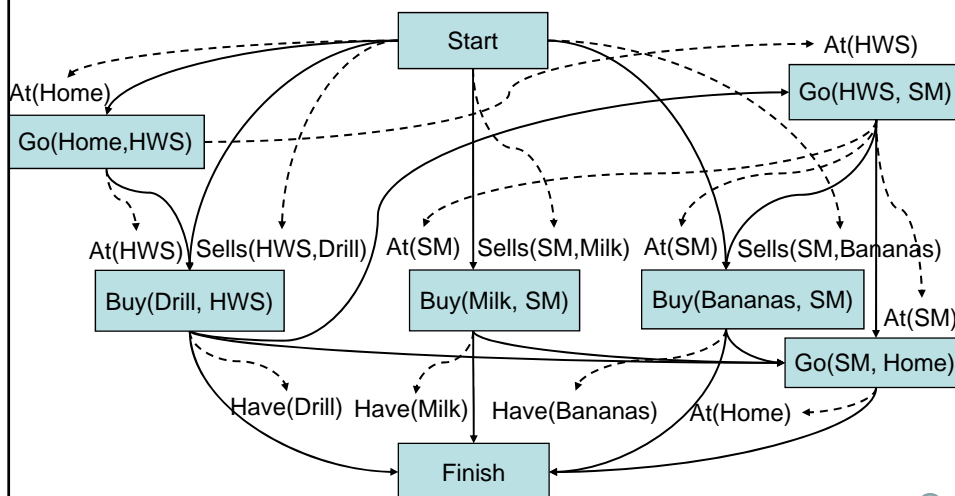 Start
At(HWS)
At(Home)
Go(HWS, SM)
Go(Home,HWS)
At(HWS)
Sells(HWS,Drill)
At(SM)
Sells(SM,Milk)
At(SM)
Sells(SM,Bananas)
Buy(Drill, HWS)
Buy(Milk, SM)
Buy(Bananas, SM)
At(SM)
Go(SM, Home)
Have(Drill)
Have(Milk)
Have(Bananas)
At(Home)
Finish